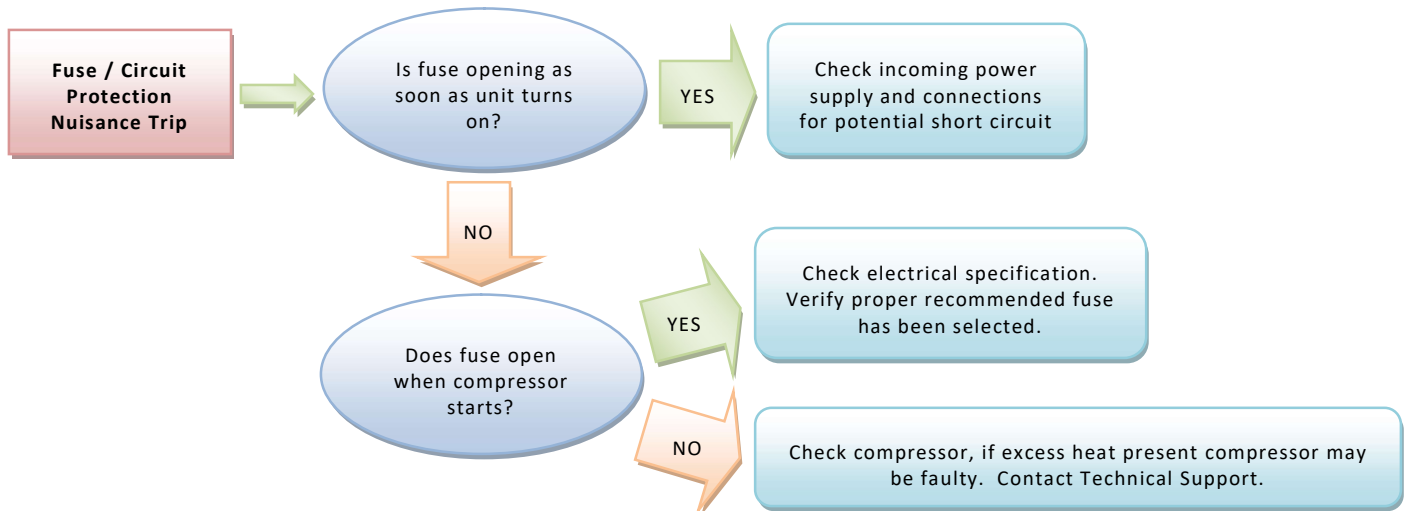 Fuse / Circuit
Protection
Nuisance Trip
Is fuse opening as
soon as unit turns
on?
YES
Check incoming power
supply and connections
for potential short circuit
NO
Does fuse open
when compressor
starts?
YES
Check electrical specification.
Verify proper recommended fuse
has been selected.
NO
Check compressor, if excess heat present compressor may
be faulty. Contact Technical Support.